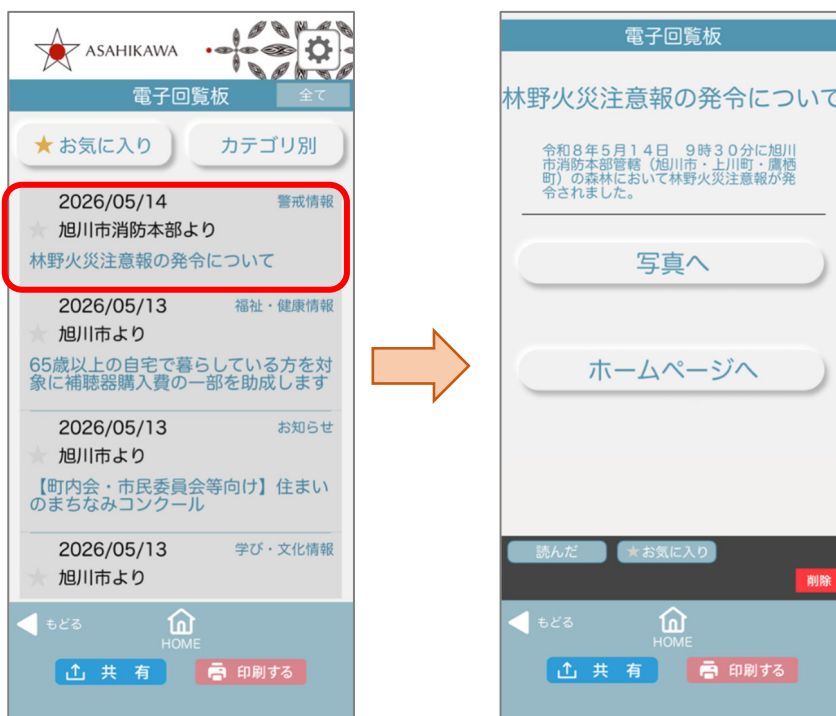 ASAHIKAWA
電子回覧板
全て
★お気に入り
カテゴリ別
2026/05/14
警戒情報
旭川市消防本部より
林野火災注意報の発令について
2026/05/13
福祉・健康情報
旭川市より
65歳以上の自宅で暮らしている方を対
象に補聴器購入費の一部を助成します
2026/05/13
お知らせ
旭川市より
【町内会・市民委員会等向け】住まい
のまちなみコンクール
2026/05/13
学び・文化情報
旭川市より
もどる
HOME
共 有
印刷する
電子回覧板
林野火災注意報の発令について
令和８年５月１４日　９時３０分に旭川
市消防本部管轄（旭川市・上川町・鷹栖
町）の森林において林野火災注意報が発
令されました。
写真へ
ホームページへ
読んだ
★お気に入り
削除
もどる
HOME
共 有
印刷する